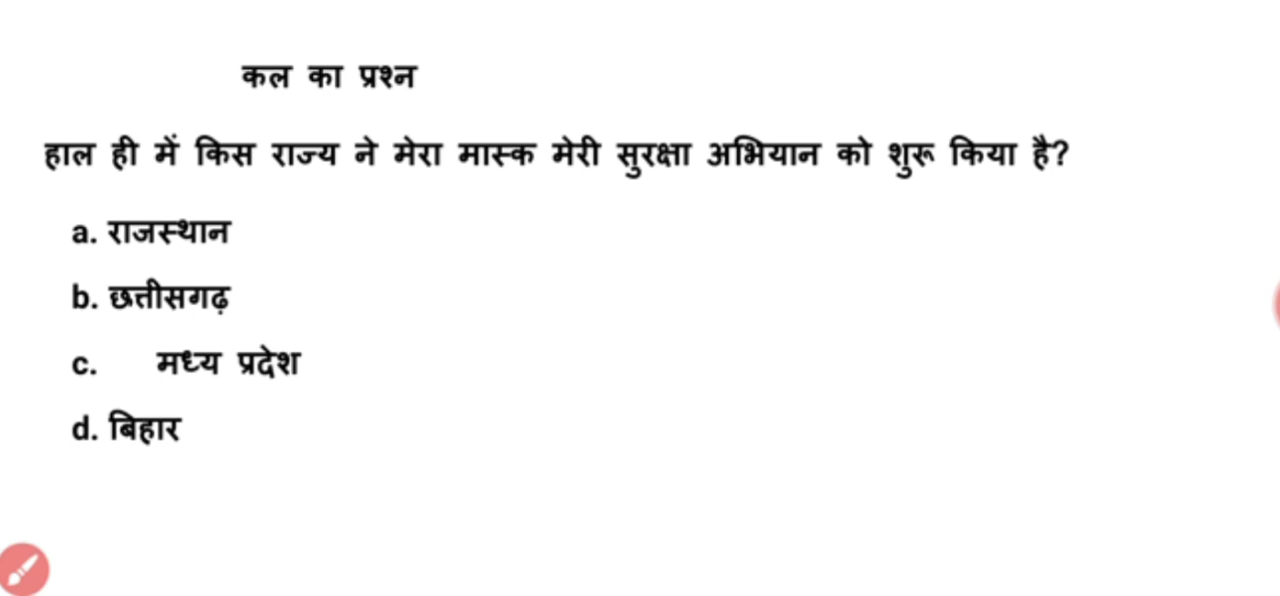 कल का प्रश्न
हाल ही में किस राज्य ने मेरा मास्क मेरी सुरक्षा अभियान को शुरू किया है?
a. राजस्थान
b. छत्तीसगढ़
c. मध्य प्रदेश
d. बिहार